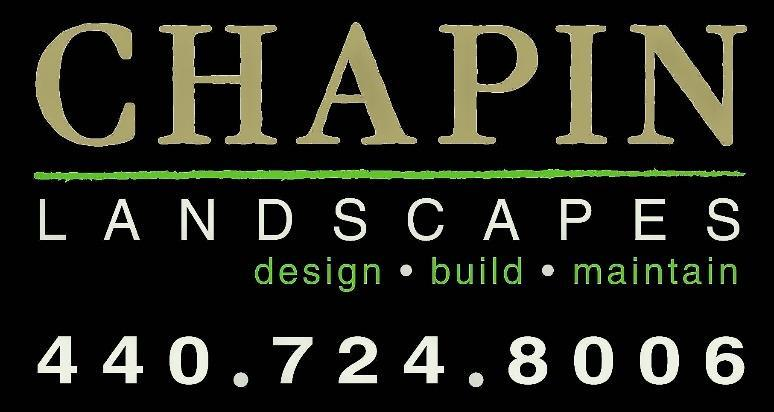 CHAPIN
LANDSCAPES
design • build • maintain
440.724.8006